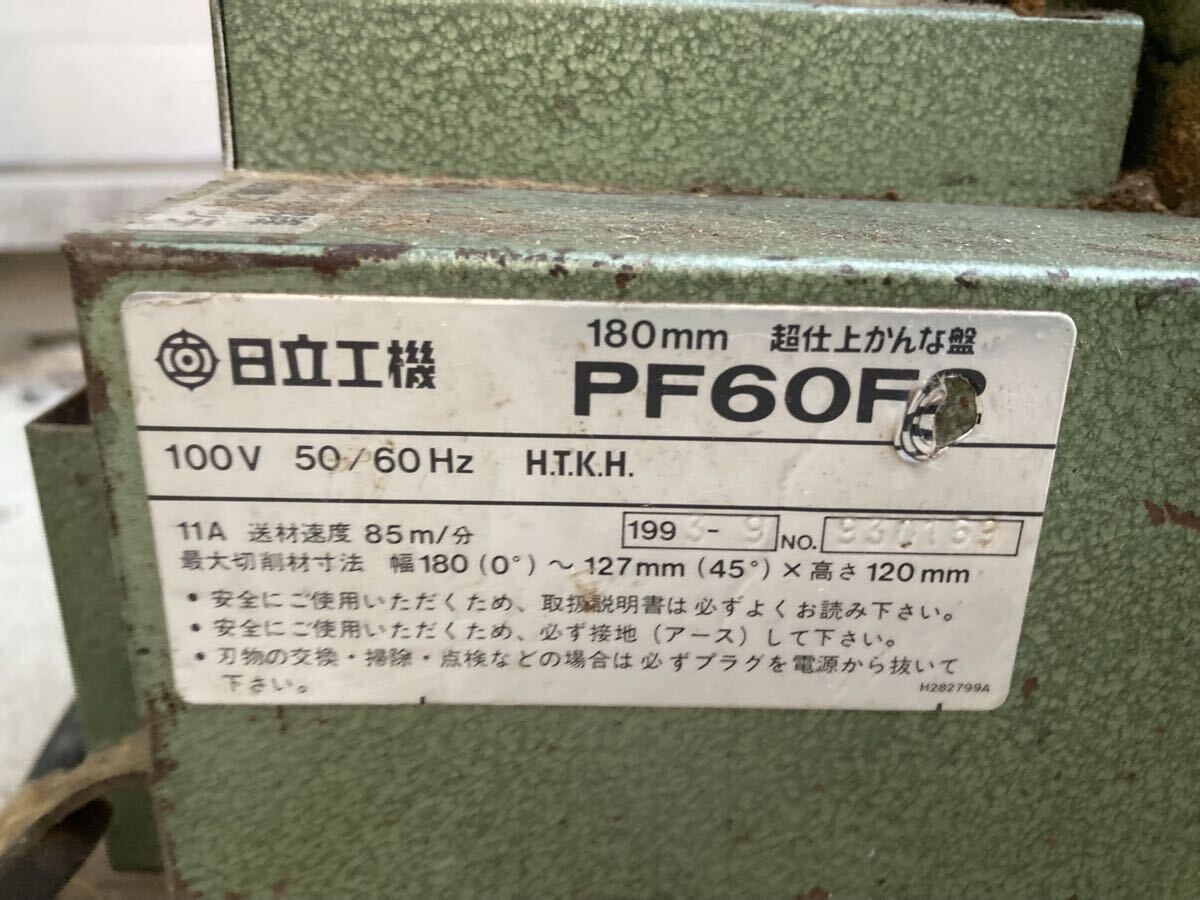 日立工機
180mm 超仕上かんな盤
PF60F
100V 50/60Hz H.T.K.H.
11A 送材速度 85m/分 1993-9 NO. 930169
最大切削材寸法 幅180(0°)～127mm(45°)×高さ120mm
・安全にご使用いただくため、取扱説明書は必ずよくお読み下さい。
・安全にご使用いただくため、必ず接地(アース)して下さい。
・刃物の交換・掃除・点検などの場合は必ずプラグを電源から抜いて
下さい。
H282799A